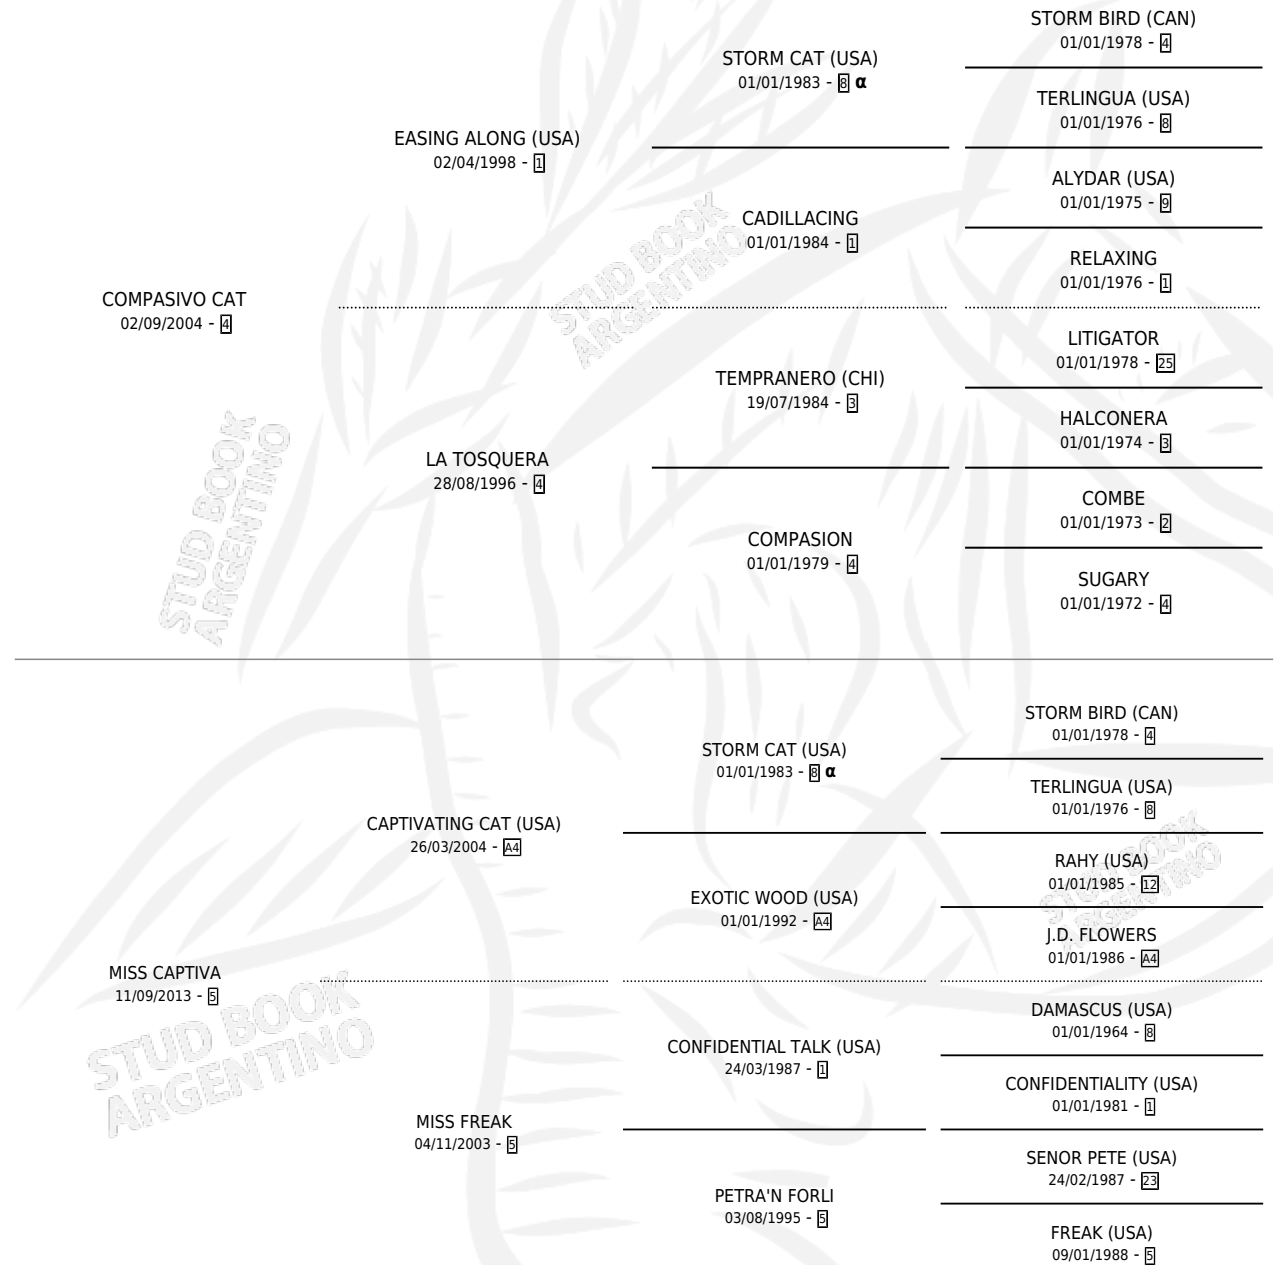 STORM BIRD (CAN)
01/01/1978 - 4
STORM CAT (USA)
01/01/1983 - 8 α
TERLINGUA (USA)
01/01/1976 - 8
EASING ALONG (USA)
02/04/1998 - 1
ALYDAR (USA)
01/01/1975 - 9
CADILLACING
01/01/1984 - 1
RELAXING
01/01/1976 - 1
COMPASIVO CAT
02/09/2004 - 4
LITIGATOR
01/01/1978 - 25
TEMPRANERO (CHI)
19/07/1984 - 3
HALCONERA
01/01/1974 - 3
LA TOSQUERA
28/08/1996 - 4
COMBE
01/01/1973 - 2
COMPASION
01/01/1979 - 4
SUGARY
01/01/1972 - 4
STUD BOOK
ARGENTINO
STUD BOOK
ARGENTINO
STORM BIRD (CAN)
01/01/1978 - 4
STORM CAT (USA)
01/01/1983 - 8 α
TERLINGUA (USA)
01/01/1976 - 8
CAPTIVATING CAT (USA)
26/03/2004 - A4
RAHY (USA)
01/01/1985 - 12
EXOTIC WOOD (USA)
01/01/1992 - A4
J.D. FLOWERS
01/01/1986 - A4
MISS CAPTIVA
11/09/2013 - 5
DAMASCUS (USA)
01/01/1964 - 8
CONFIDENTIAL TALK (USA)
24/03/1987 - 1
CONFIDENTIALITY (USA)
01/01/1981 - 1
MISS FREAK
04/11/2003 - 5
SENOR PETE (USA)
24/02/1987 - 23
PETRA'N FORLI
03/08/1995 - 5
FREAK (USA)
09/01/1988 - 5
STUD BOOK
ARGENTINO
STUD BOOK
ARGENTINO